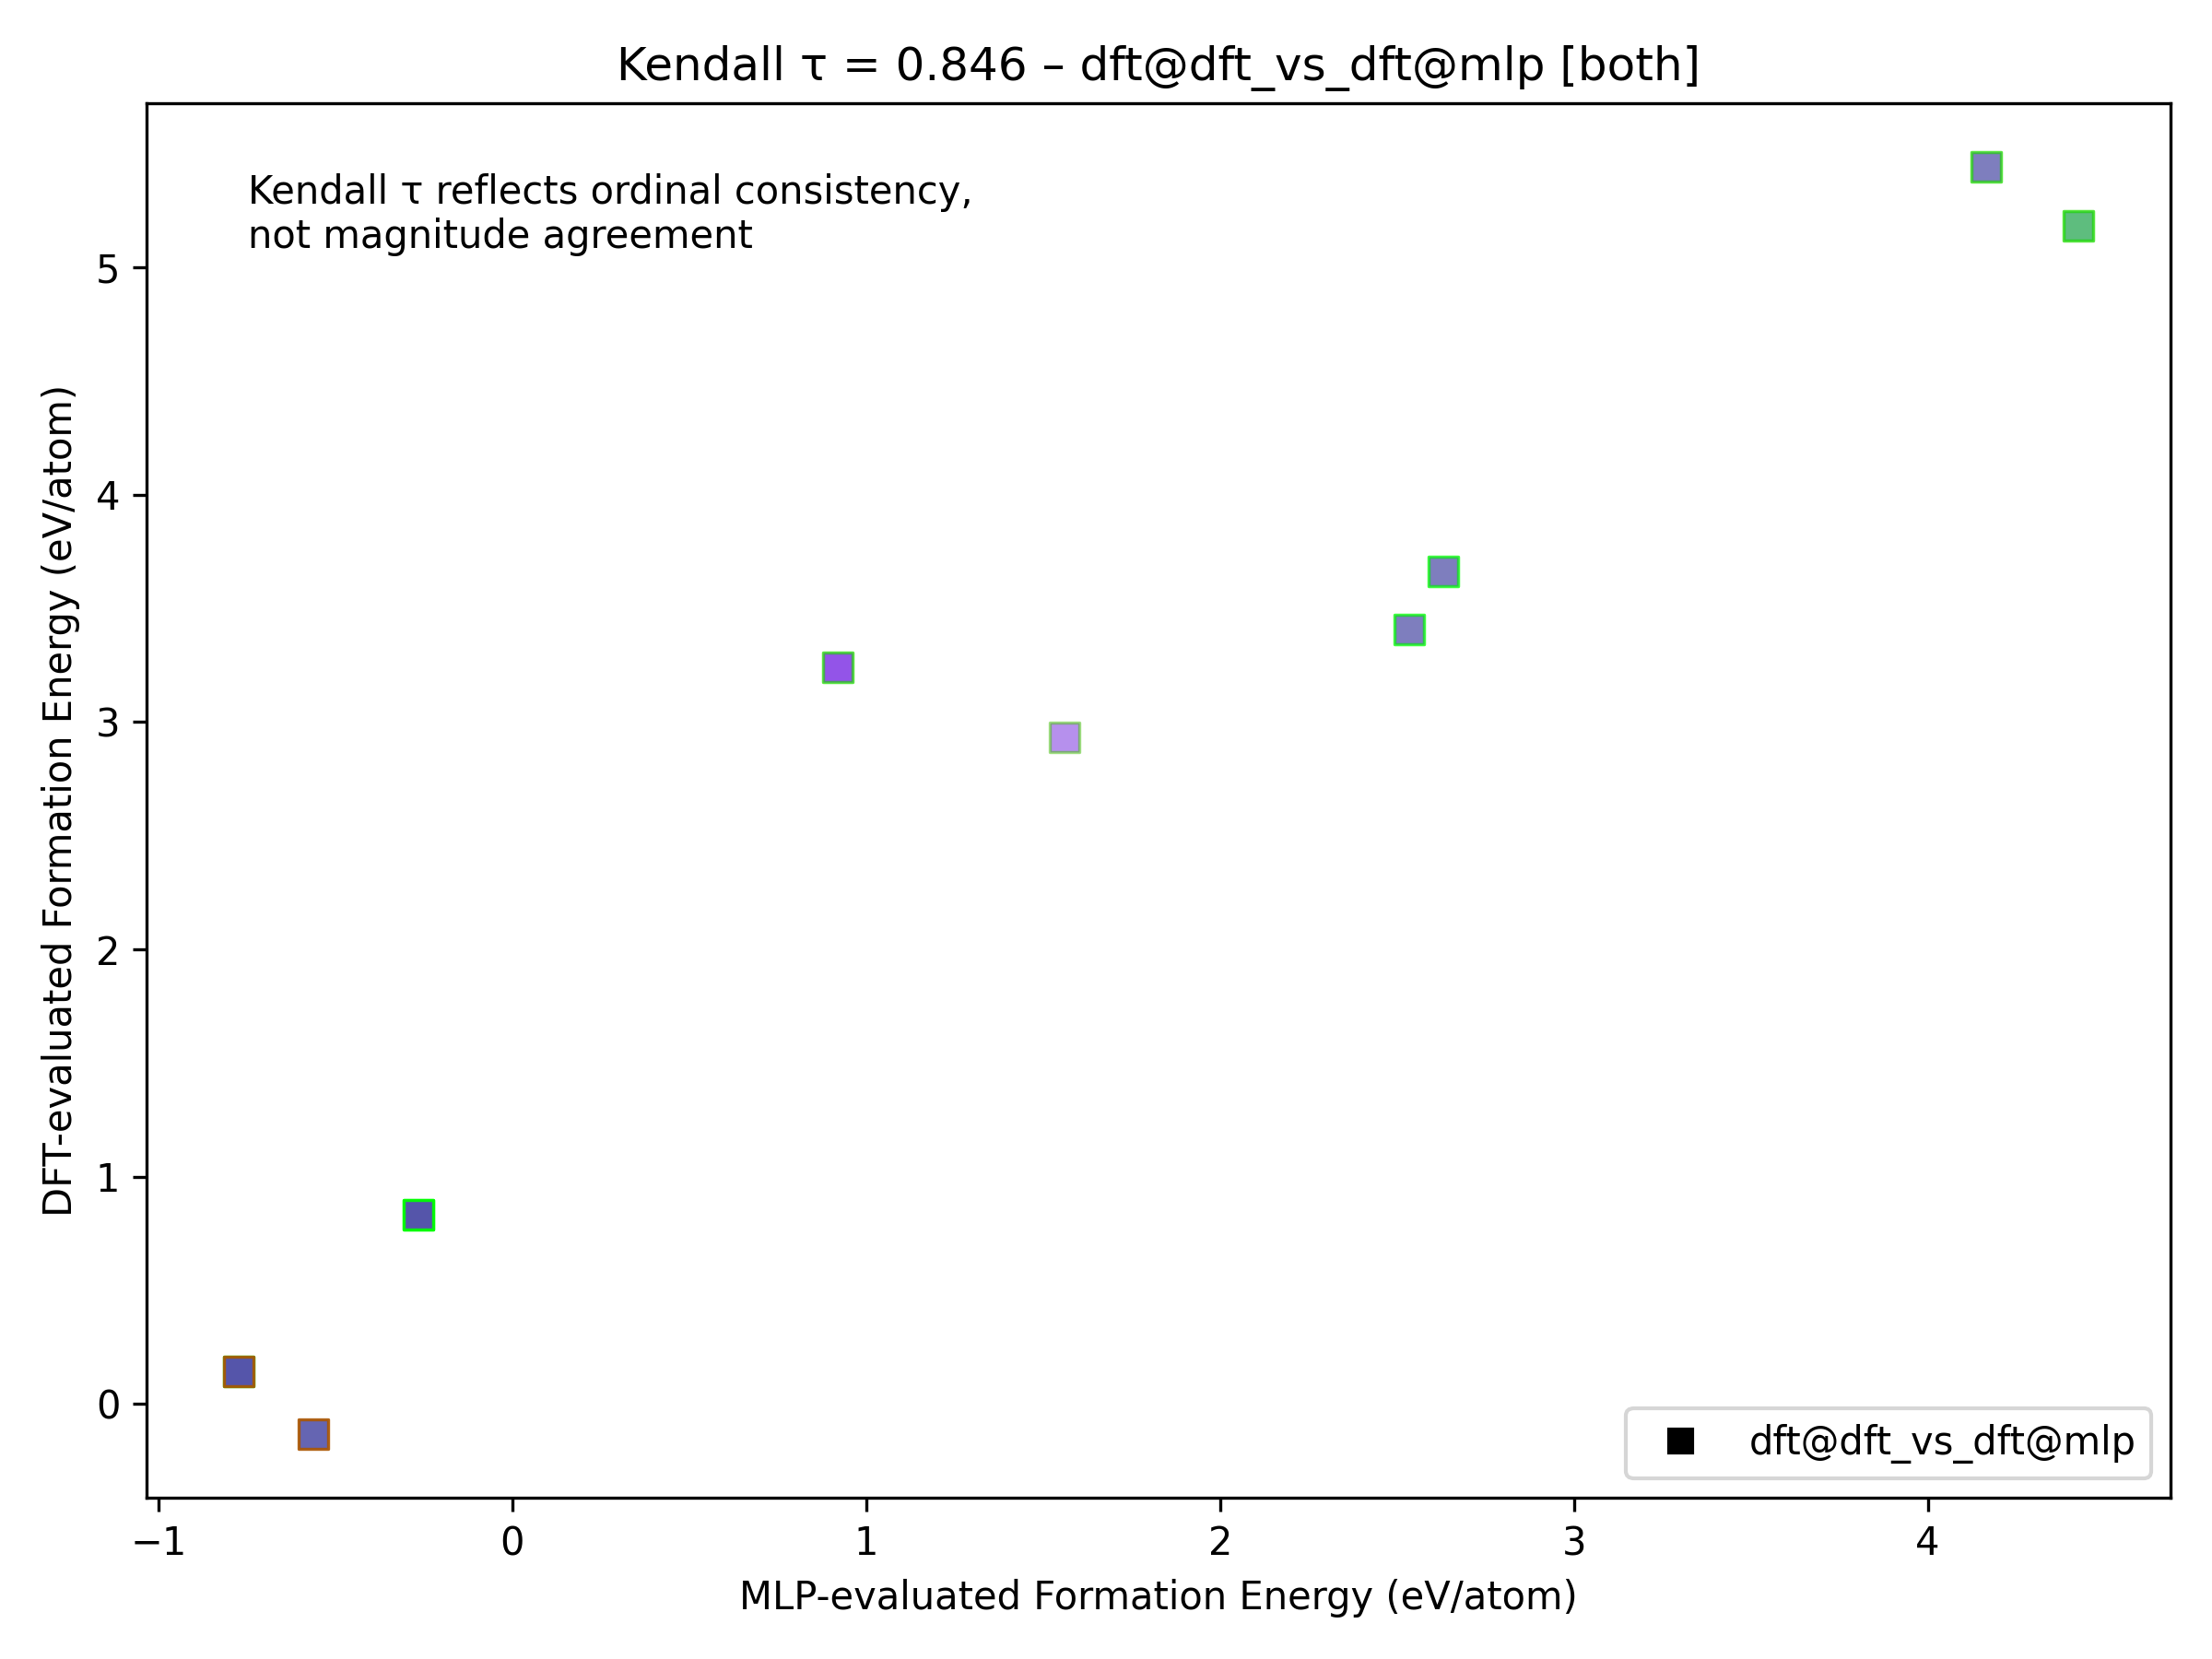 Kendall τ = 0.846 – dft@dft_vs_dft@mlp [both]
Kendall τ reflects ordinal consistency,
not magnitude agreement
DFT-evaluated Formation Energy (eV/atom)
5
4
3
2
1
0
dft@dft_vs_dft@mlp
−1 0 1 2 3 4
MLP-evaluated Formation Energy (eV/atom)